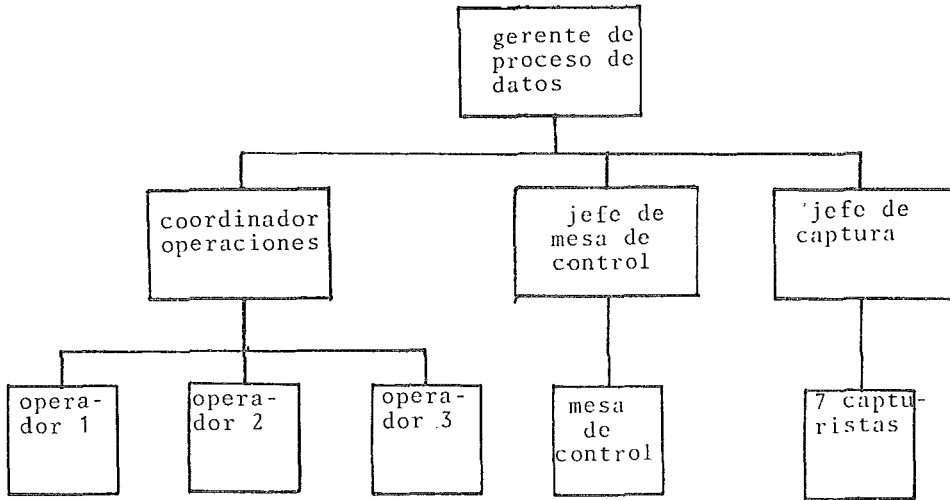 gerente de
proceso de
datos
coordinador
operaciones
jefe de
mesa de
control
jefe de
captura
opera-
dor 1
opera-
dor 2
opera-
dor 3
mesa
de
control
7 captu-
ristas